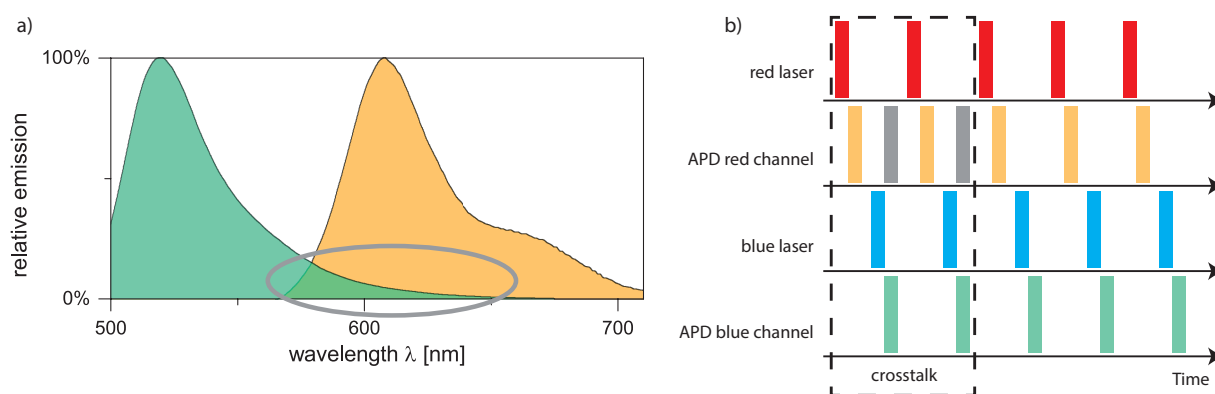 a)
100%
relative emission
0%
500
600
700
wavelength λ [nm]
b)
red laser
APD red channel
blue laser
APD blue channel
crosstalk
Time